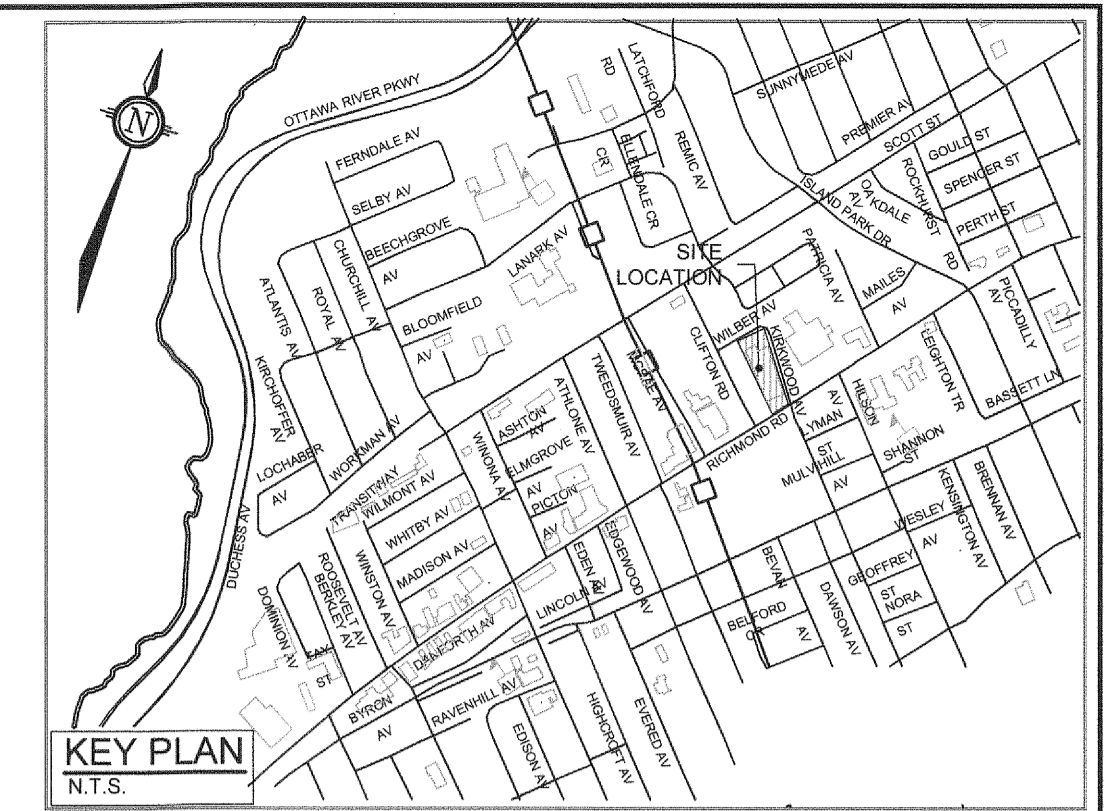 N
OTTAWA RIVER PKWY
FERNDALE AV
SELBY AV
BEECHGROVE
AV
CHURCHILL AV
ROYAL
AV
ATLANTIS AV
KIRCHOFFER
AV
LOCHABER
AV
BLOOMFIELD
AV
LANARK AV
RD
LATCHFORD
CR
ELLENDALE CR
REMIC AV
SUNNYMEDE AV
PREMIER AV
SCOTT ST
GOULD ST
SPENCER ST
PERTH ST
ROCKHURST
RD
OAKDALE
AV
ISLAND PARK DR
SITE
LOCATION
PATRICIA AV
MAILES
AV
PICCADILLY
AV
WILBER AV
KIRKWOOD AV
CLIFTON RD
RICHMOND RD
LEIGHTON TR
BASSETT LN
HILSON
AV
LYMAN
ST
MULVIHILL
AV
SHANNON
ST
TWEEDSMUIR AV
ATHLONE AV
ASHTON
AV
ELMGROVE
AV
PICTON
AV
WINONA AV
WORKMAN AV
TRANSITWAY
WILMONT AV
WHITBY AV
MADISON AV
WINSTON AV
ROOSEVELT AV
BERKLEY AV
DUCHESS AV
DOMINION AV
FAY
ST
BYRON
AV
DANFORTH AV
RAVENHILL AV
EDISON AV
EDEN AV
LINCOLN AV
EDGEWOOD AV
HIGHCROFT AV
EVERED AV
BEVAN
AV
BELFORD
CR
DAWSON AV
GEOFFREY
ST
NORA
ST
WESLEY
AV
KENSINGTON AV
BRENNAN AV
KEY PLAN
N.T.S.